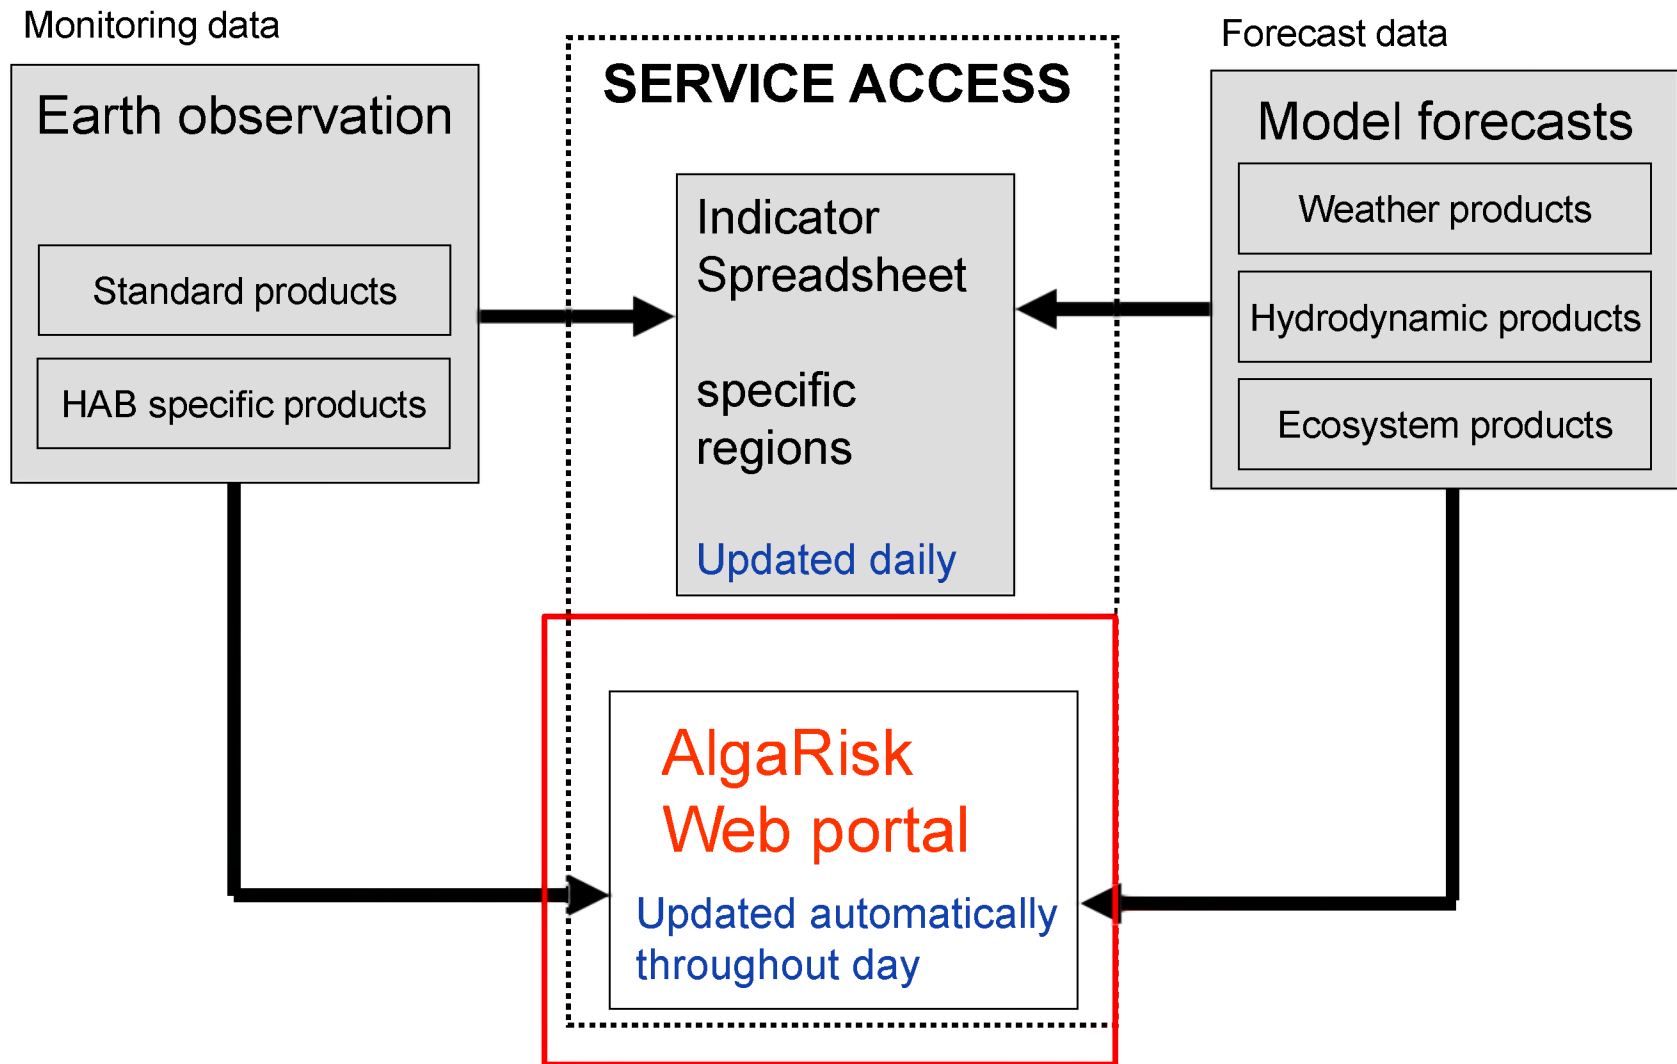 Monitoring data
Earth observation
Standard products
HAB specific products
SERVICE ACCESS
Indicator
Spreadsheet
specific
regions
Updated daily
AlgaRisk
Web portal
Updated automatically
throughout day
Forecast data
Model forecasts
Weather products
Hydrodynamic products
Ecosystem products